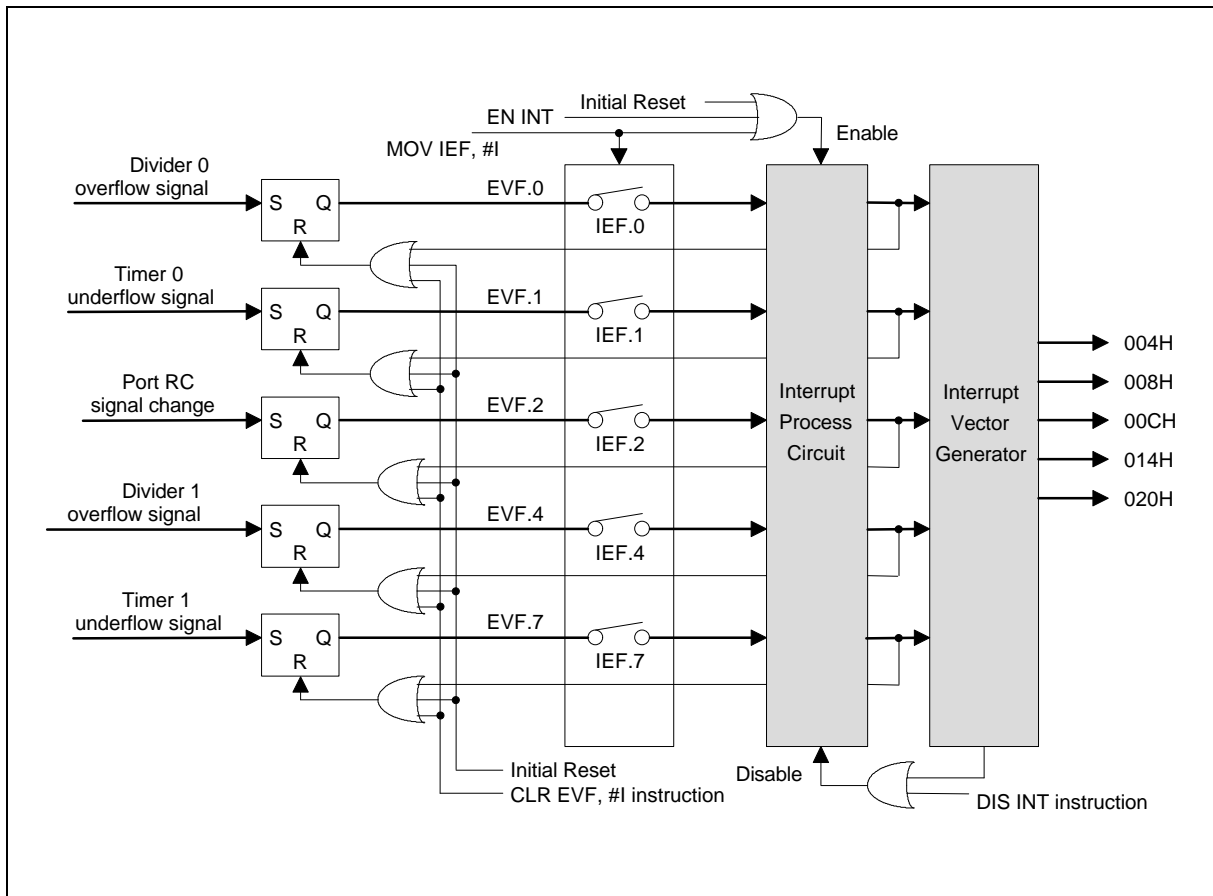 Initial Reset
EN INT
MOV IEF, #I
Enable
Divider 0
overflow signal
S Q
R
EVF.0
IEF.0
Timer 0
underflow signal
S Q
R
EVF.1
IEF.1
Port RC
signal change
S Q
R
EVF.2
IEF.2
Divider 1
overflow signal
S Q
R
EVF.4
IEF.4
Timer 1
underflow signal
S Q
R
EVF.7
IEF.7
Interrupt
Process
Circuit
Interrupt
Vector
Generator
004H
008H
00CH
014H
020H
Initial Reset
CLR EVF, #I instruction
Disable
DIS INT instruction